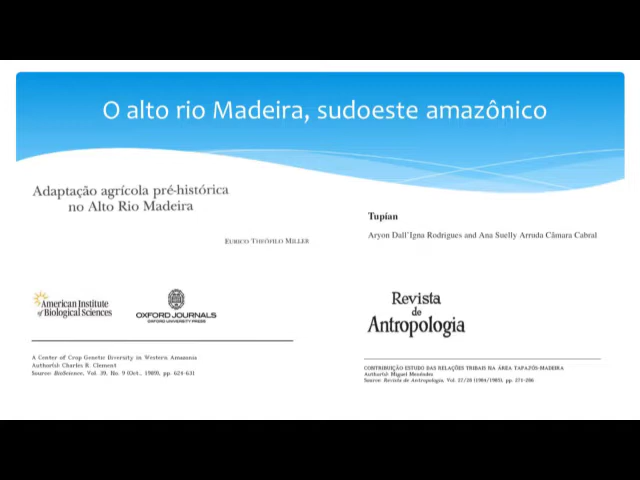 O alto rio Madeira, sudoeste amazônico
Adaptação agrícola pré-histórica
no Alto Rio Madeira
Eurico Theófilo Miller
American Institute
of Biological Sciences
OXFORD JOURNALS
OXFORD UNIVERSITY PRESS
A Center of Crop Genetic Diversity in Western Amazonia
Author(s): Charles R. Clement
Source: BioScience, Vol. 39, No. 9 (Oct., 1989), pp. 624-631
Tupían
Aryon Dall'Igna Rodrigues and Ana Suelly Arruda Câmara Cabral
Revista
de
Antropologia
CONTRIBUIÇÃO ESTUDO DAS RELAÇÕES TRIBAIS NA ÁREA TAPAJÓS-MADEIRA
Author(s): Miguel Menéndez
Source: Revista de Antropologia, Vol. 27/28 (1984/1985), pp. 271-286